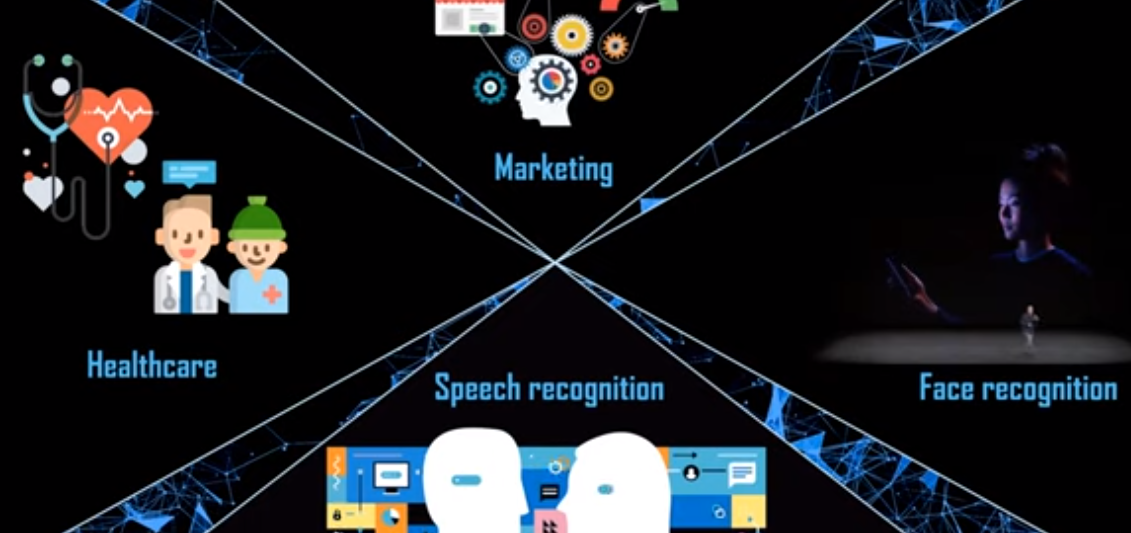 Marketing
Healthcare
Speech recognition
Face recognition